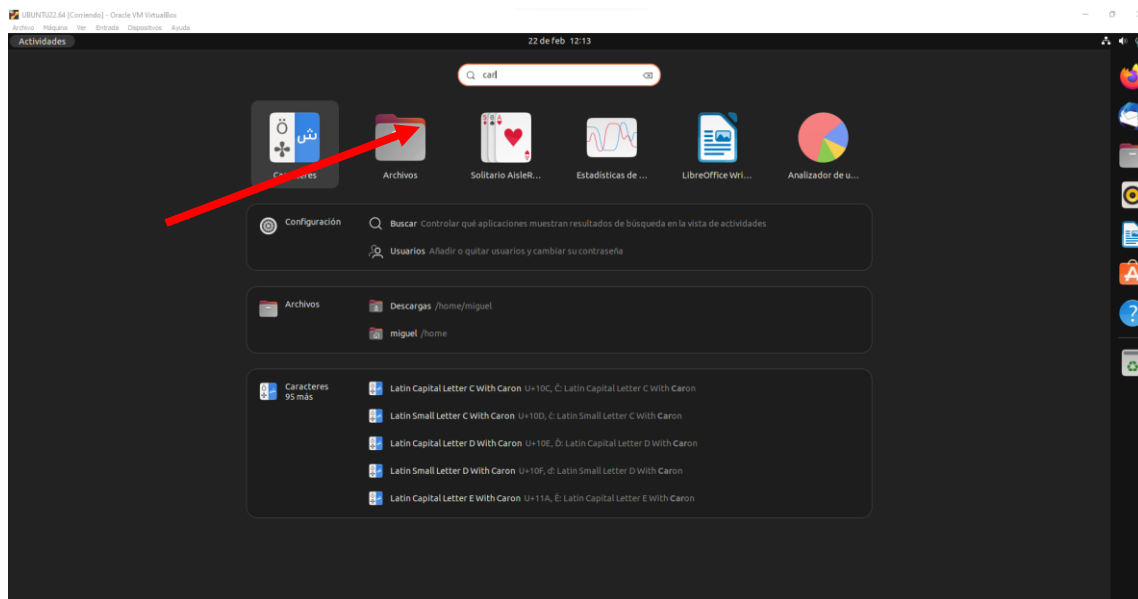 UBUNTU22.64 [Corriendo] - Oracle VM VirtualBox
Archivo Máquina Ver Entrada Dispositivos Ayuda
Actividades
22 de feb 12:13
car
Caracteres
Archivos
Solitario AisleR...
Estadísticas de ...
LibreOffice Wri...
Analizador de u...
Configuración
Buscar Controlar qué aplicaciones muestran resultados de búsqueda en la vista de actividades
Usuarios Añadir o quitar usuarios y cambiar su contraseña
Archivos
Descargas /home/miguel
miguel /home
Caracteres
95 más
Latin Capital Letter C With Caron U+10C, Č: Latin Capital Letter C With Caron
Latin Small Letter C With Caron U+10D, č: Latin Small Letter C With Caron
Latin Capital Letter D With Caron U+10E, Ď: Latin Capital Letter D With Caron
Latin Small Letter D With Caron U+10F, ď: Latin Small Letter D With Caron
Latin Capital Letter E With Caron U+11A, Ě: Latin Capital Letter E With Caron